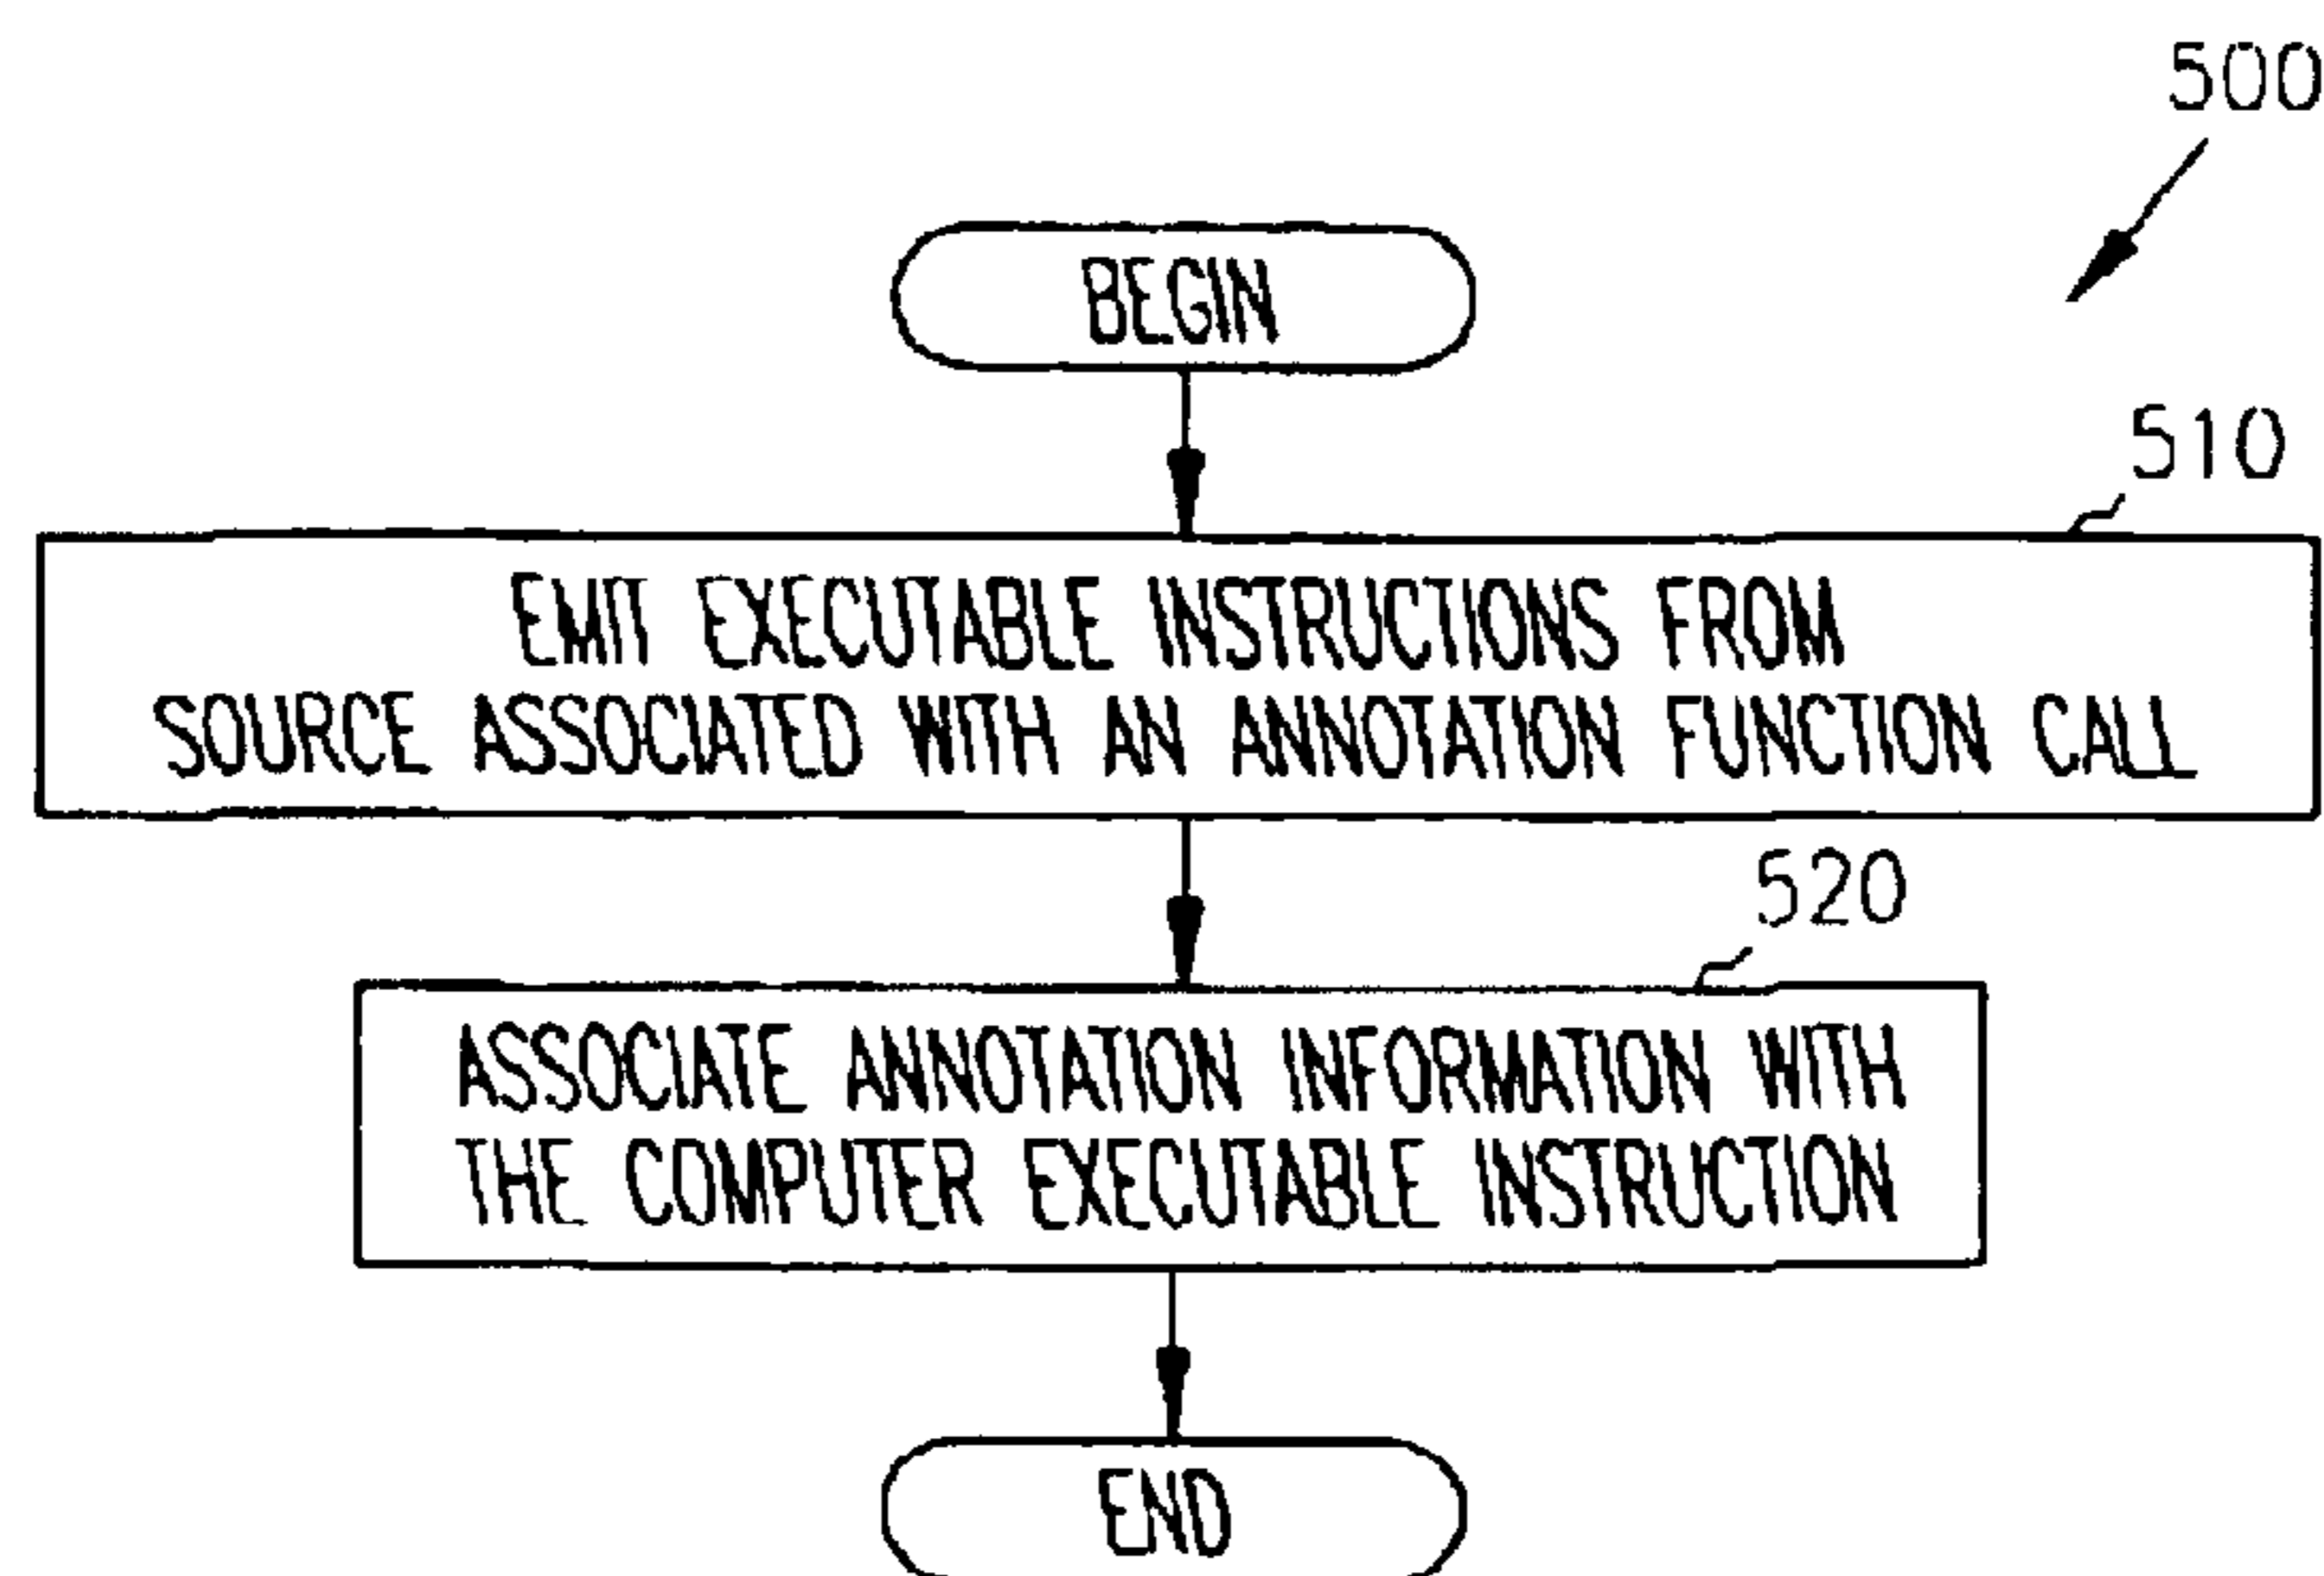 500
BEGIN
510
EMIT EXECUTABLE INSTRUCTIONS FROM
SOURCE ASSOCIATED WITH AN ANNOTATION FUNCTION CALL
520
ASSOCIATE ANNOTATION INFORMATION WITH
THE COMPUTER EXECUTABLE INSTRUCTION
END